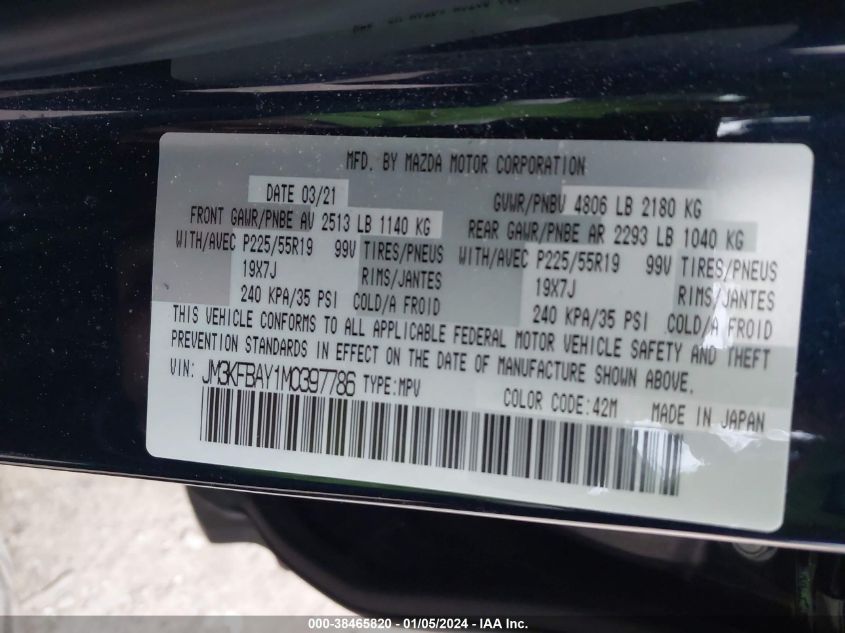 MFD. BY MAZDA MOTOR CORPORATION
DATE 03/21 GVWR/PNBV 4806 LB 2180 KG
FRONT GAWR/PNBE AV 2513 LB 1140 KG REAR GAWR/PNBE AR 2293 LB 1040 KG
WITH/AVEC P225/55R19 99V TIRES/PNEUS WITH/AVEC P225/55R19 99V TIRES/PNEUS
19X7J RIMS/JANTES 19X7J RIMS/JANTES
240 KPA/35 PSI COLD/A FROID 240 KPA/35 PSI COLD/A FROID
THIS VEHICLE CONFORMS TO ALL APPLICABLE FEDERAL MOTOR VEHICLE SAFETY AND THEFT
PREVENTION STANDARDS IN EFFECT ON THE DATE OF MANUFACTURE SHOWN ABOVE.
VIN: JM3KFBAY1M0397786 TYPE:MPV COLOR CODE:42M MADE IN JAPAN
000-38465820 - 01/05/2024 - IAA Inc.